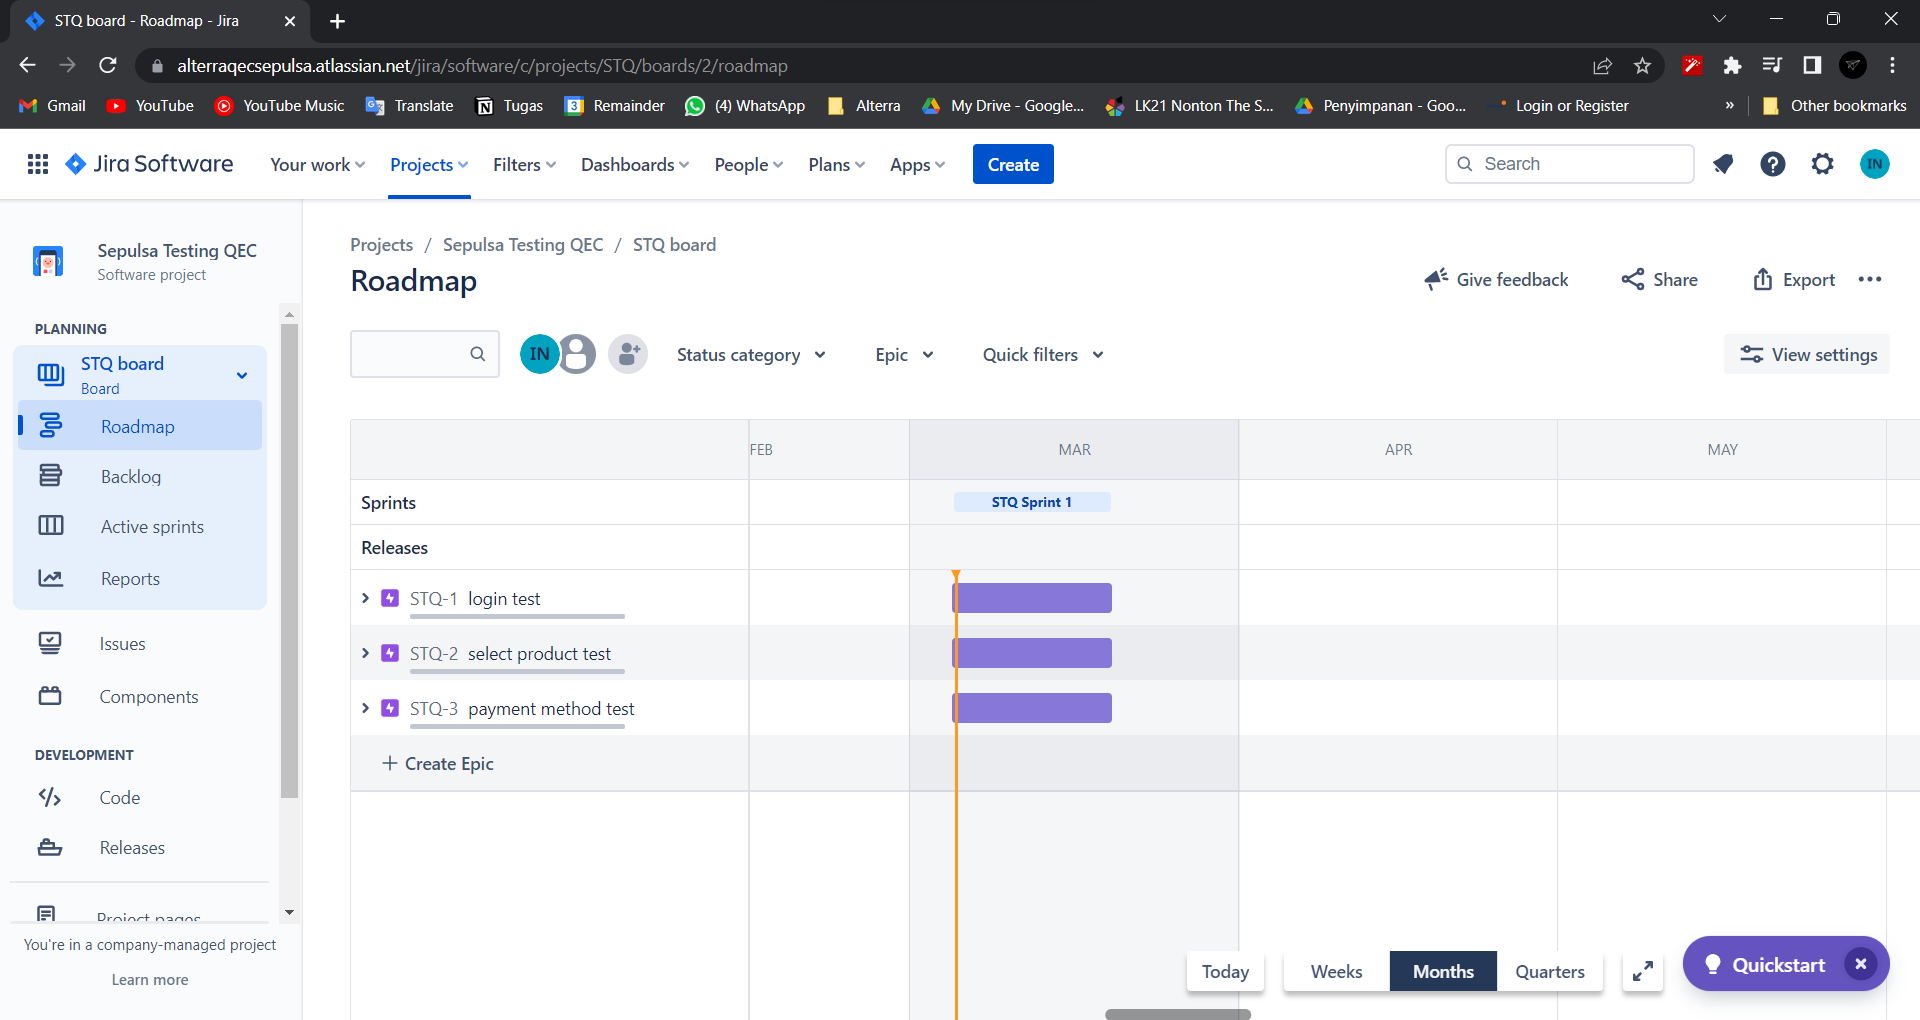 STQ board - Roadmap - Jira
alterraqecsepulsa.atlassian.net/jira/software/c/projects/STQ/boards/2/roadmap
Gmail YouTube YouTube Music Translate Tugas Remainder (4) WhatsApp Alterra My Drive - Google... LK21 Nonton The S... Penyimpanan - Goo... Login or Register » Other bookmarks
Jira Software Your work Projects Filters Dashboards People Plans Apps Create Search IN
Sepulsa Testing QEC
Software project
PLANNING
STQ board
Board
Roadmap
Backlog
Active sprints
Reports
Issues
Components
DEVELOPMENT
Code
Releases
Project pages
You're in a company-managed project
Learn more
Projects / Sepulsa Testing QEC / STQ board
Roadmap
Give feedback Share Export
IN Status category Epic Quick filters View settings
FEB MAR APR MAY
Sprints STQ Sprint 1
Releases
STQ-1 login test
STQ-2 select product test
STQ-3 payment method test
+ Create Epic
Today Weeks Months Quarters Quickstart